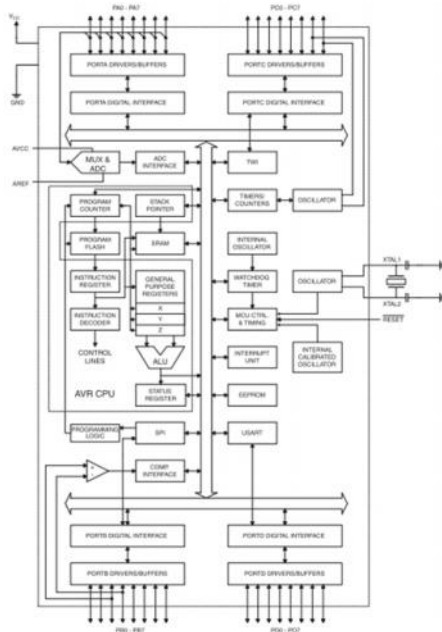 PA0 - PA7
PC0 - PC7
VCC
GND
PORTA DRIVERS/BUFFERS
PORTC DRIVERS/BUFFERS
PORTA DIGITAL INTERFACE
PORTC DIGITAL INTERFACE
AVCC
AREF
MUX &
ADC
ADC
INTERFACE
TWI
PROGRAM
COUNTER
STACK
POINTER
TIMERS/
COUNTERS
OSCILLATOR
PROGRAM
FLASH
SRAM
INTERNAL
OSCILLATOR
XTAL1
INSTRUCTION
REGISTER
GENERAL
PURPOSE
REGISTERS
WATCHDOG
TIMER
OSCILLATOR
XTAL2
X
Y
Z
INSTRUCTION
DECODER
MCU CTRL.
& TIMING
RESET
CONTROL
LINES
ALU
INTERRUPT
UNIT
INTERNAL
CALIBRATED
OSCILLATOR
AVR CPU
STATUS
REGISTER
EEPROM
PROGRAMMING
LOGIC
SPI
USART
+
-
COMP.
INTERFACE
PORTB DIGITAL INTERFACE
PORTD DIGITAL INTERFACE
PORTB DRIVERS/BUFFERS
PORTD DRIVERS/BUFFERS
PB0 - PB7
PD0 - PD7